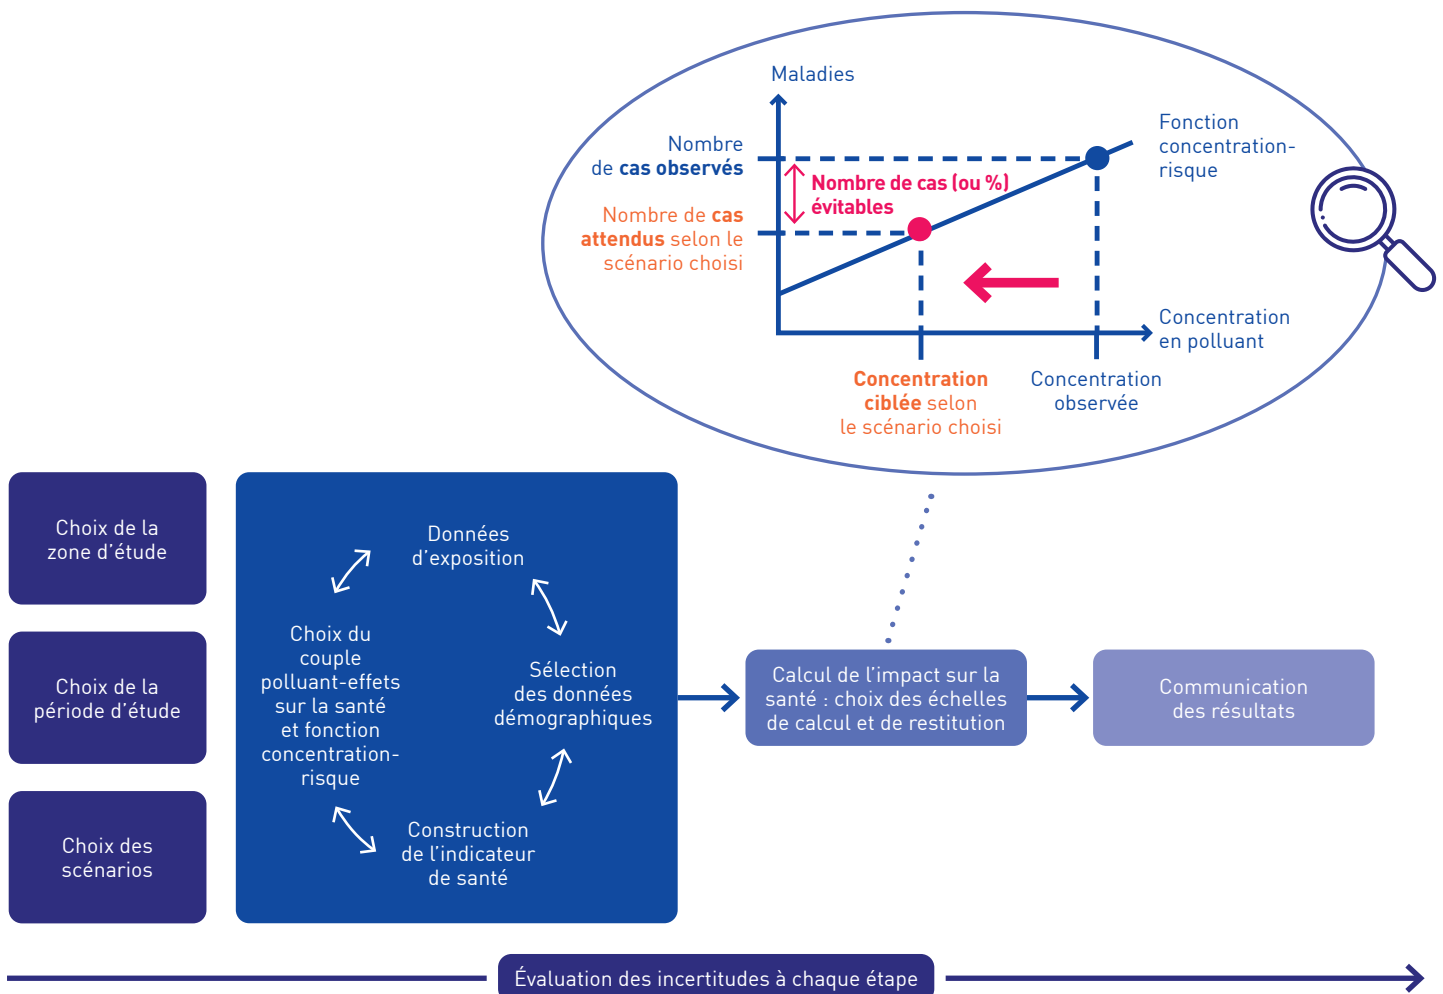 Maladies
Nombre
de cas observés
Nombre de cas
attendus selon le
scénario choisi
Nombre de cas (ou %)
évitables
Fonction
concentration-
risque
Concentration
en polluant
Concentration
ciblée selon
le scénario choisi
Concentration
observée
Choix de la
zone d'étude
Choix de la
période d'étude
Choix des
scénarios
Données
d'exposition
Choix du
couple
polluant-effets
sur la santé
et fonction
concentration-
risque
Sélection
des données
démographiques
Construction
de l'indicateur
de santé
Calcul de l'impact sur la
santé : choix des échelles
de calcul et de restitution
Communication
des résultats
Évaluation des incertitudes à chaque étape